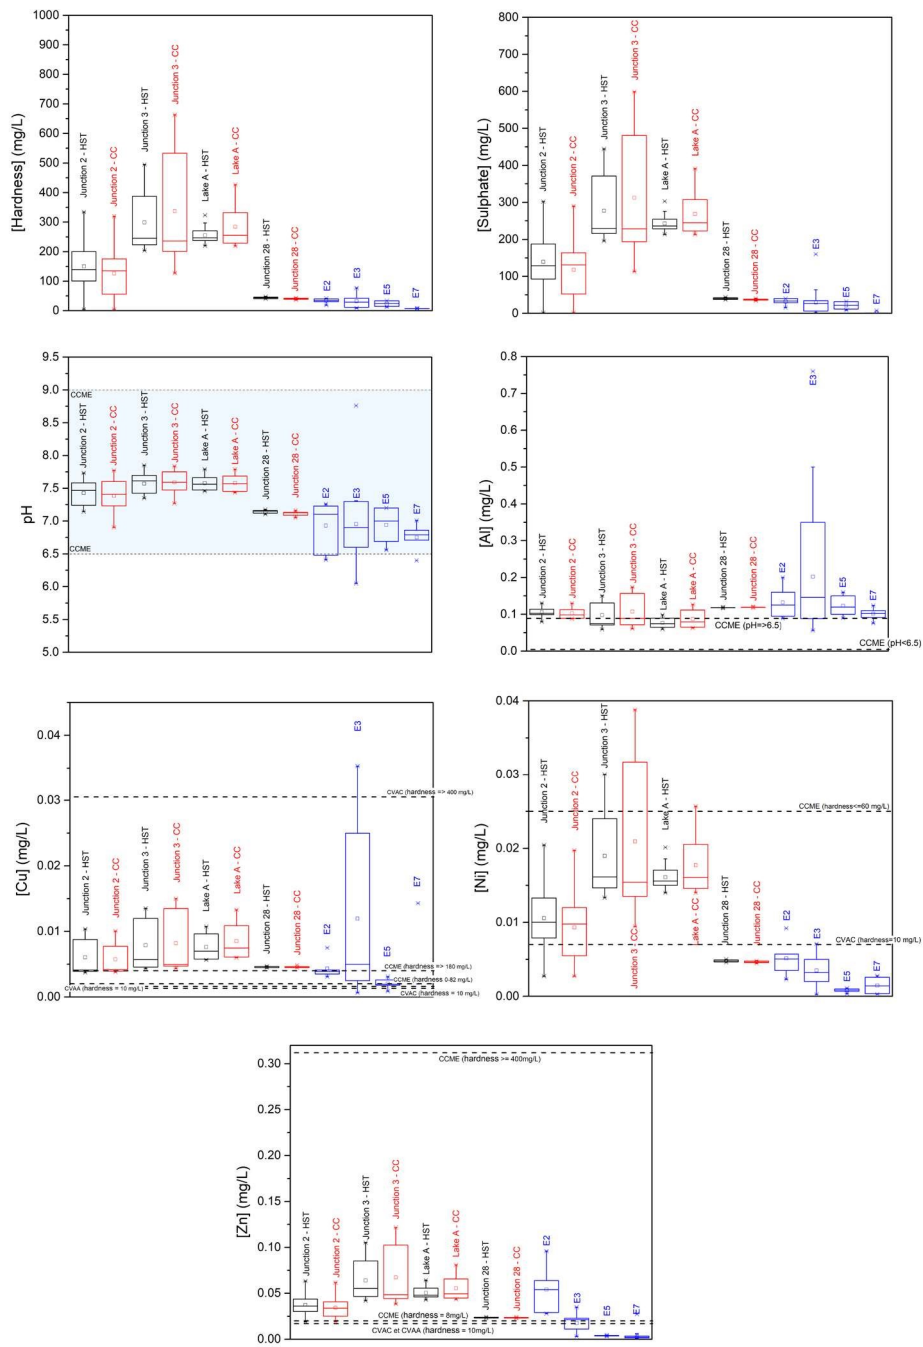 [Hardness] (mg/L)
1000
900
800
700
600
500
400
300
200
100
0
Junction 2 - HST
Junction 2 - CC
Junction 3 - HST
Junction 3 - CC
Lake A - HST
Lake A - CC
Junction 28 - HST
Junction 28 - CC
E2
E3
E5
E7
[Sulphate] (mg/L)
800
700
600
500
400
300
200
100
0
Junction 2 - HST
Junction 2 - CC
Junction 3 - HST
Junction 3 - CC
Lake A - HST
Lake A - CC
Junction 28 - HST
Junction 28 - CC
E2
E3
E5
E7
pH
9.5
9.0
8.5
8.0
7.5
7.0
6.5
6.0
5.5
5.0
CCME
CCME
Junction 2 - HST
Junction 2 - CC
Junction 3 - HST
Junction 3 - CC
Lake A - HST
Lake A - CC
Junction 28 - HST
Junction 28 - CC
E2
E3
E5
E7
[Al] (mg/L)
0.8
0.7
0.6
0.5
0.4
0.3
0.2
0.1
0.0
Junction 2 - HST
Junction 2 - CC
Junction 3 - HST
Junction 3 - CC
Lake A - HST
Lake A - CC
Junction 28 - HST
Junction 28 - CC
E2
E3
E5
E7
CCME (pH=>6.5)
CCME (pH<6.5)
[Cu] (mg/L)
0.04
0.03
0.02
0.01
0.00
Junction 2 - HST
Junction 2 - CC
Junction 3 - HST
Junction 3 - CC
Lake A - HST
Lake A - CC
Junction 28 - HST
Junction 28 - CC
E2
E3
E5
E7
CVAC (hardness => 400 mg/L)
CCME (hardness => 180 mg/L)
CCME (hardness 0-82 mg/L)
CVAA (hardness = 10 mg/L)
CVAC (hardness = 10 mg/L)
[Ni] (mg/L)
0.04
0.03
0.02
0.01
0.00
Junction 2 - HST
Junction 2 - CC
Junction 3 - HST
Junction 3 - CC
Lake A - HST
Lake A - CC
Junction 28 - HST
Junction 28 - CC
E2
E3
E5
E7
CCME (hardness<=60 mg/L)
CVAC (hardness=10 mg/L)
[Zn] (mg/L)
0.30
0.25
0.20
0.15
0.10
0.05
0.00
CCME (hardness >= 400mg/L)
Junction 2 - HST
Junction 2 - CC
Junction 3 - HST
Junction 3 - CC
Lake A - HST
Lake A - CC
Junction 28 - HST
Junction 28 - CC
E2
E3
E5
E7
CCME (hardness = 8mg/L)
CVAC et CVAA (hardness = 10mg/L)